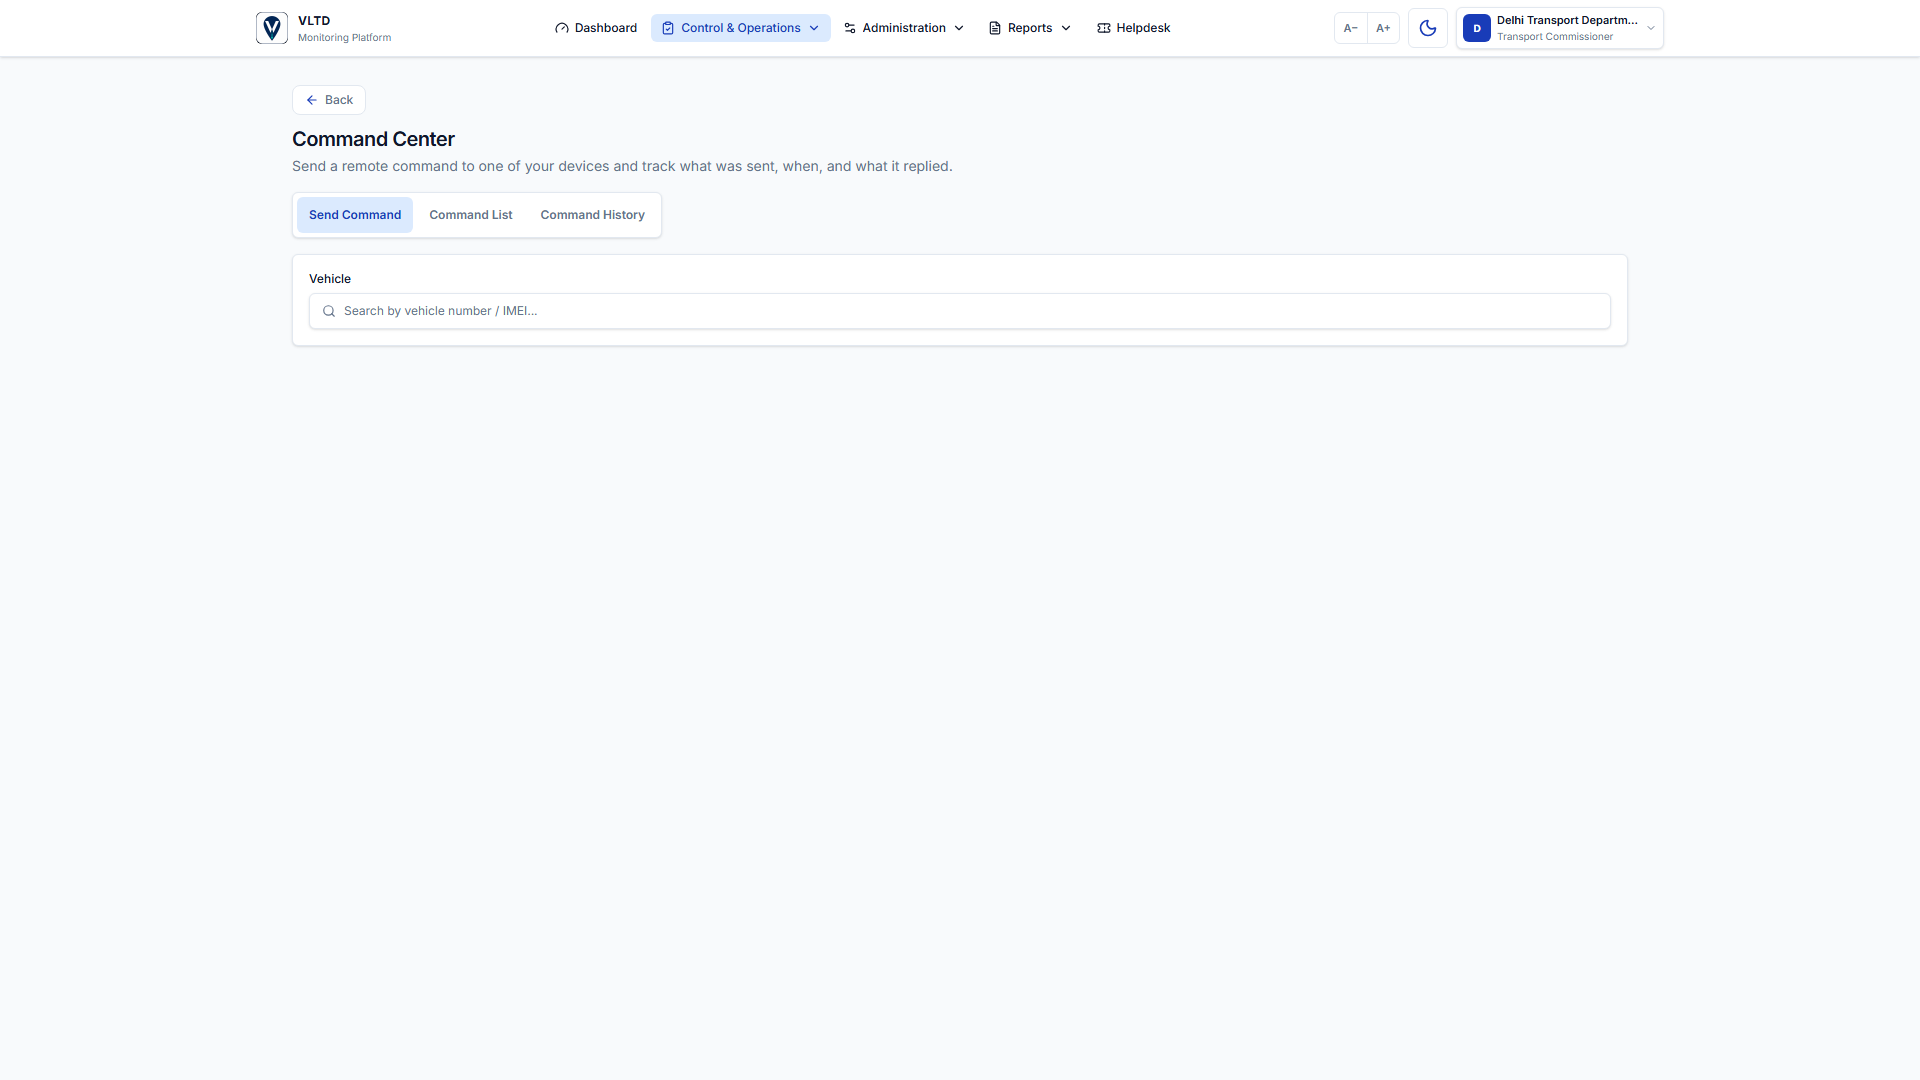 VLTD
Monitoring Platform
Dashboard
Control & Operations
Administration
Reports
Helpdesk
A−
A+
D
Delhi Transport Departm...
Transport Commissioner
Back
Command Center
Send a remote command to one of your devices and track what was sent, when, and what it replied.
Send Command
Command List
Command History
Vehicle
Search by vehicle number / IMEI...